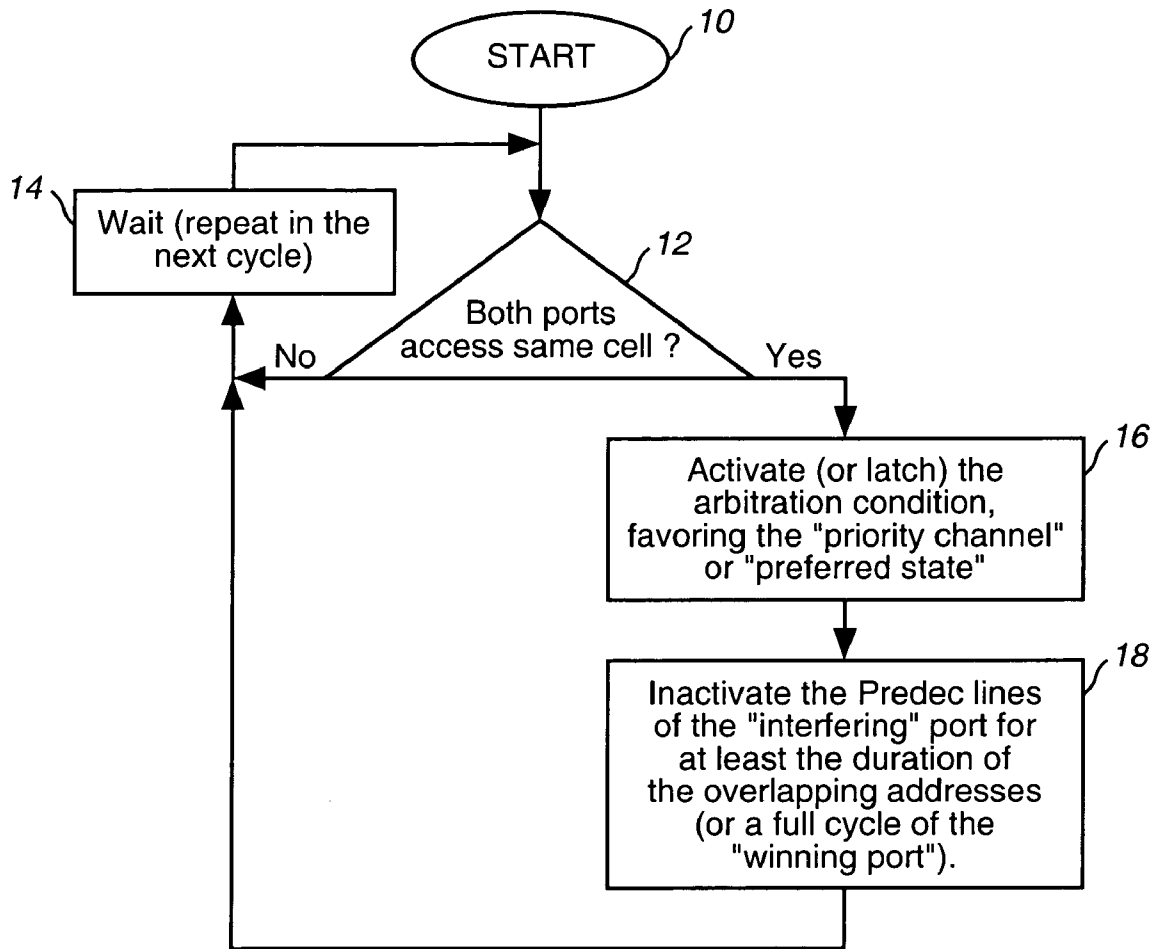 10
START
14
Wait (repeat in the
next cycle)
12
Both ports
access same cell ?
No
Yes
16
Activate (or latch) the
arbitration condition,
favoring the "priority channel"
or "preferred state"
18
Inactivate the Predec lines
of the "interfering" port for
at least the duration of
the overlapping addresses
(or a full cycle of the
"winning port").